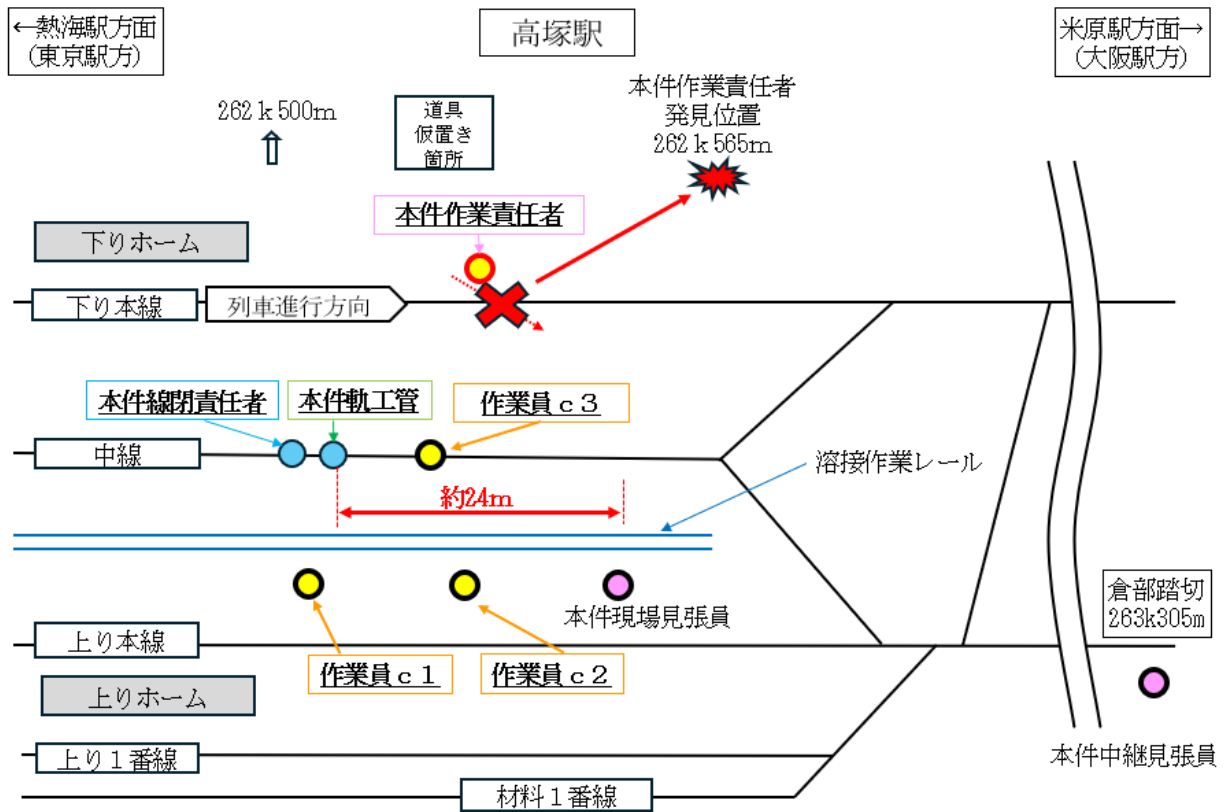 ←熱海駅方面
(東京駅方)
高塚駅
米原駅方面→
(大阪駅方)
262ｋ500ｍ
道具
仮置き
箇所
本件作業責任者
発見位置
262ｋ565ｍ
本件作業責任者
下りホーム
下り本線
列車進行方向
本件線閉責任者
本件軌工管
作業員ｃ３
中線
溶接作業レール
約24ｍ
倉部踏切
263k305m
本件現場見張員
上り本線
作業員ｃ１
作業員ｃ２
上りホーム
本件中継見張員
上り１番線
材料１番線